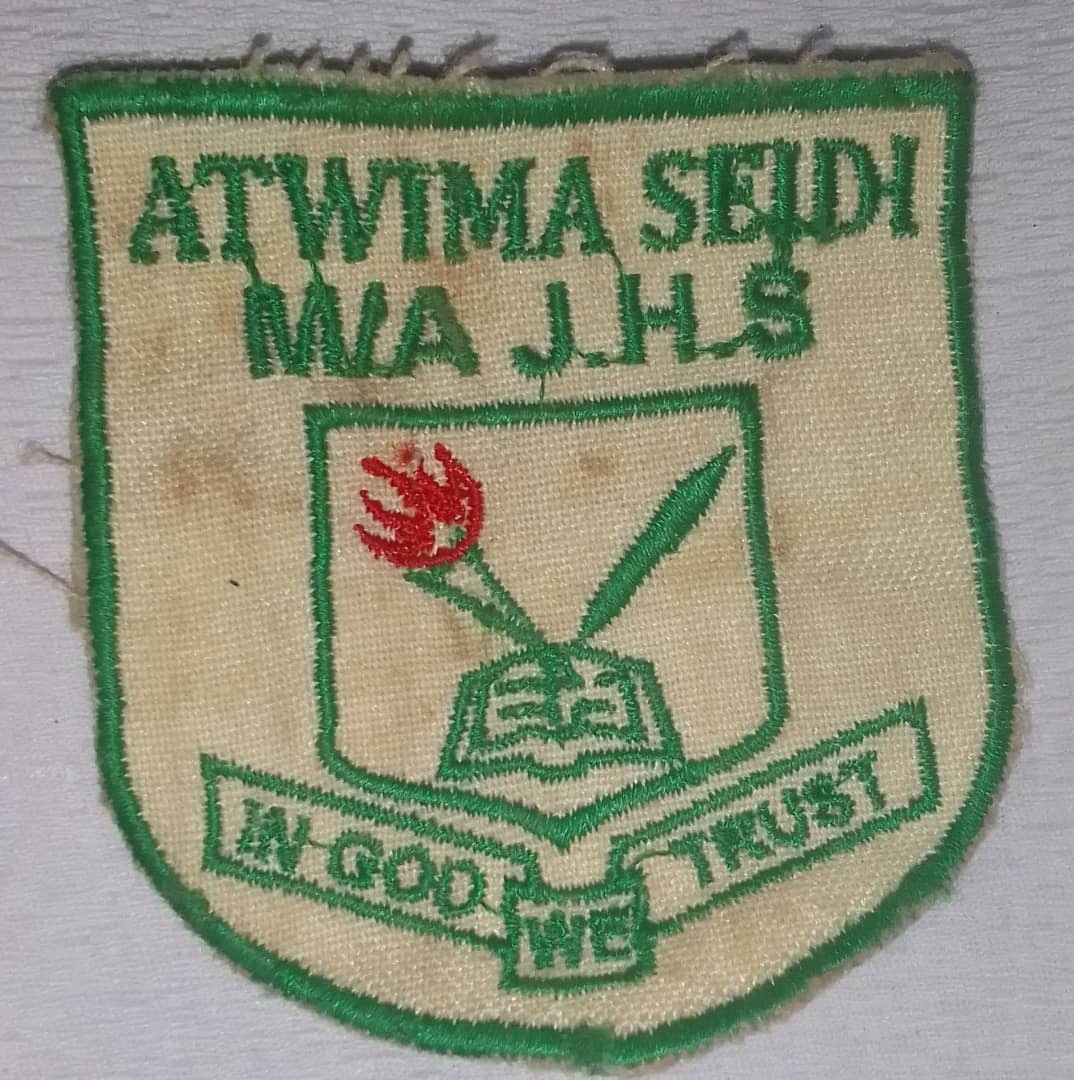 ATWIMA SEIDI
M/A J.H.S
IN GOD WE TRUST